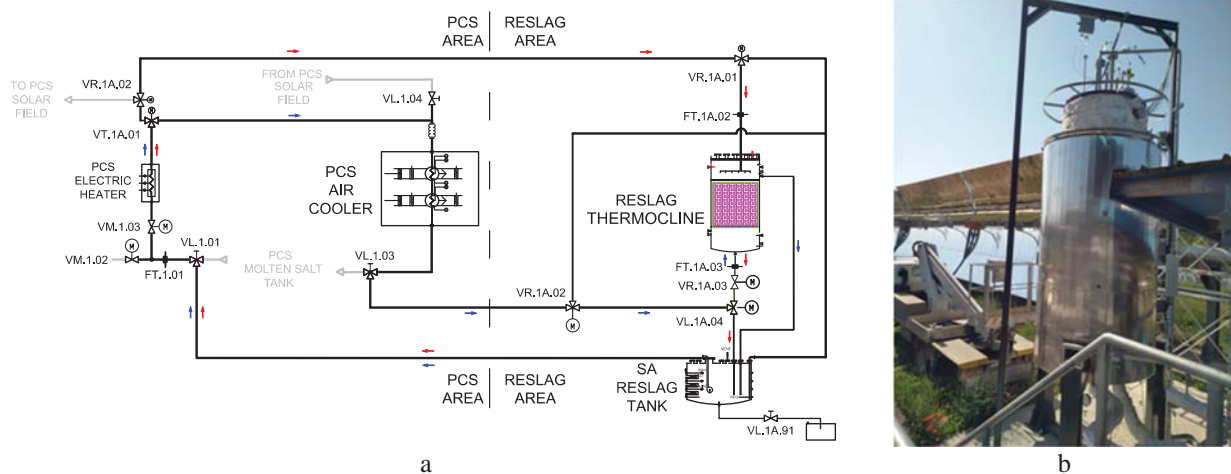 PCS RESLAG
AREA AREA
VR.1A.02
TO PCS
SOLAR
FIELD
FROM PCS
SOLAR
FIELD
VL.1.04
VR.1A.01
VT.1A.01
FT.1A.02
PCS
ELECTRIC
HEATER
PCS
AIR
COOLER
RESLAG
THERMOCLINE
VM.1.03
M
VL.1.01
M
VM.1.02
FT.1.01
PCS
MOLTEN SALT
TANK
VL.1.03
FT.1A.03
VR.1A.03
M
VR.1A.02
M
VL.1A.04
M
VENT
PCS RESLAG
AREA AREA
SA
RESLAG
TANK
VL.1A.91
a
b